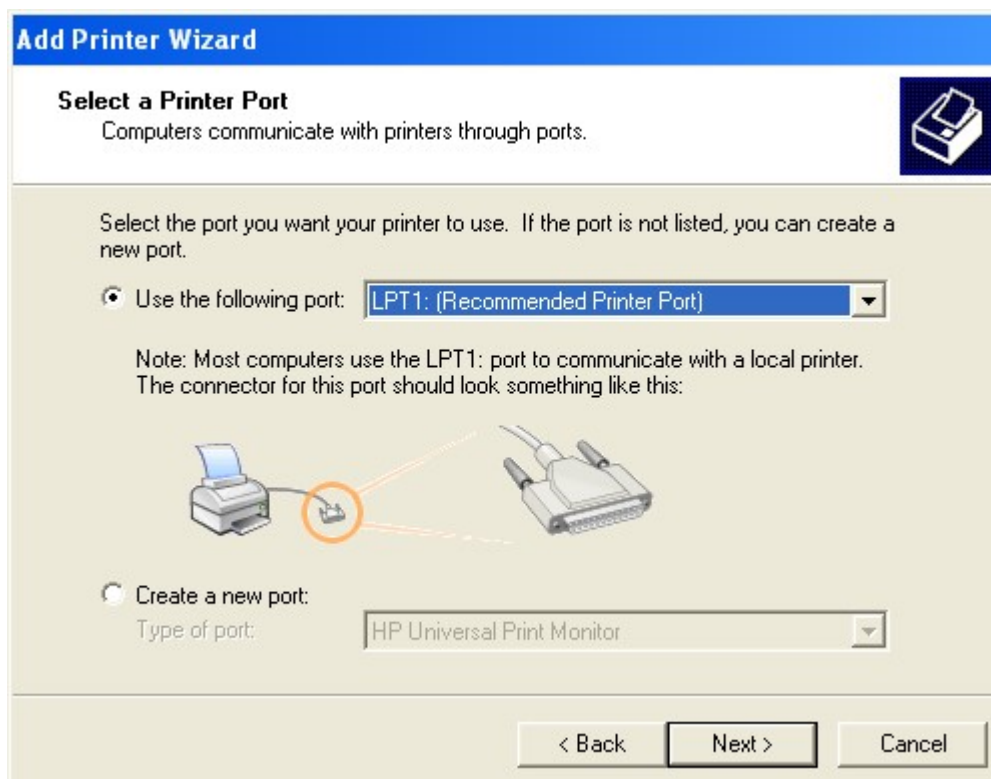 Add Printer Wizard
Select a Printer Port
Computers communicate with printers through ports.
Select the port you want your printer to use.  If the port is not listed, you can create a
new port.
Use the following port: LPT1: (Recommended Printer Port)
Note: Most computers use the LPT1: port to communicate with a local printer.
The connector for this port should look something like this:
Create a new port:
Type of port: HP Universal Print Monitor
< Back Next > Cancel